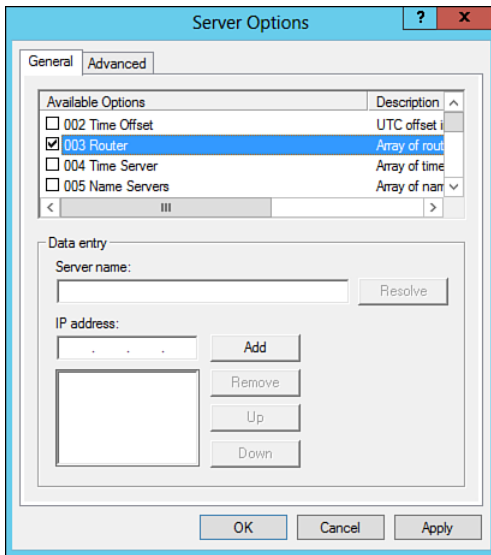 Server Options
? x
General Advanced
Available Options Description
002 Time Offset UTC offset i
003 Router Array of rout
004 Time Server Array of time
005 Name Servers Array of nam
Data entry
Server name:
Resolve
IP address:
. . .
Add
Remove
Up
Down
OK Cancel Apply